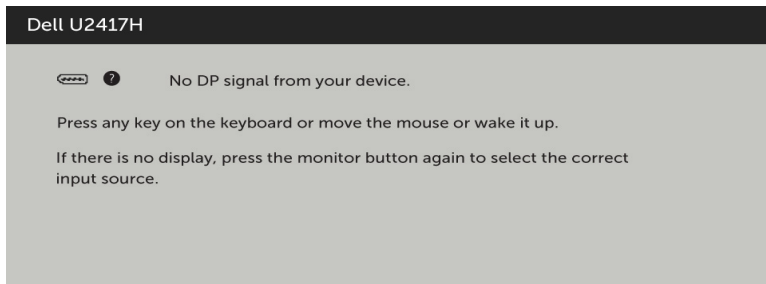 Dell U2417H
? No DP signal from your device.
Press any key on the keyboard or move the mouse or wake it up.
If there is no display, press the monitor button again to select the correct
input source.